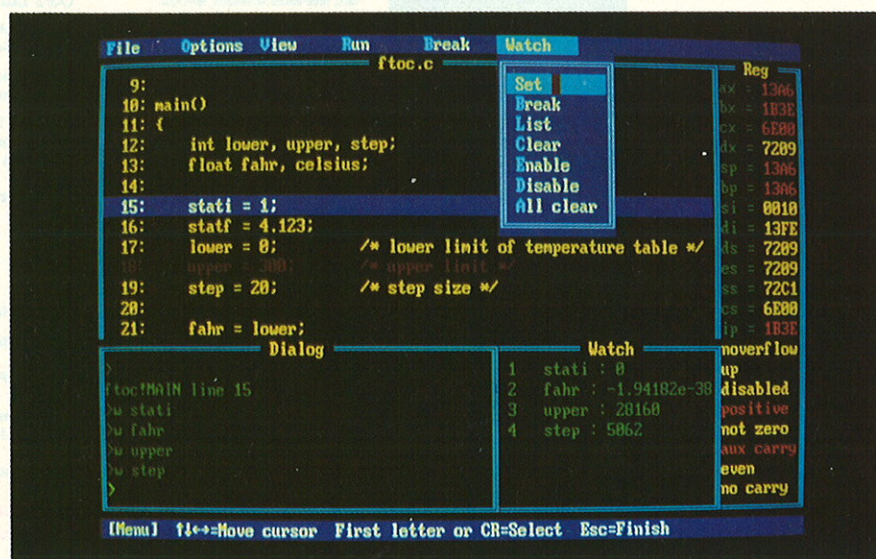 File Options View Run Break Watch
ftoc.c
9:
10: main()
11: {
12: int lower, upper, step;
13: float fahr, celsius;
14:
15: stati = 1;
16: statf = 4.123;
17: lower = 0; /* lower limit of temperature table */
18: upper = 300; /* upper limit */
19: step = 20; /* step size */
20:
21: fahr = lower;
Set
Break
List
Clear
Enable
Disable
All clear
Reg
ax = 13A6
bx = 1B3E
cx = 6E00
dx = 7209
sp = 13A6
bp = 13A6
si = 0010
di = 13FE
ds = 7209
es = 7209
ss = 72C1
cs = 6E00
ip = 1B3E
noverflow
up
disabled
positive
not zero
aux carry
even
no carry
Dialog
>
ftoc!MAIN line 15
>w stati
>w fahr
>w upper
>w step
>
Watch
1 stati : 0
2 fahr : -1.94182e-38
3 upper : 28160
4 step : 5062
[Menu] ↑↓←→=Move cursor First letter or CR=Select Esc=Finish